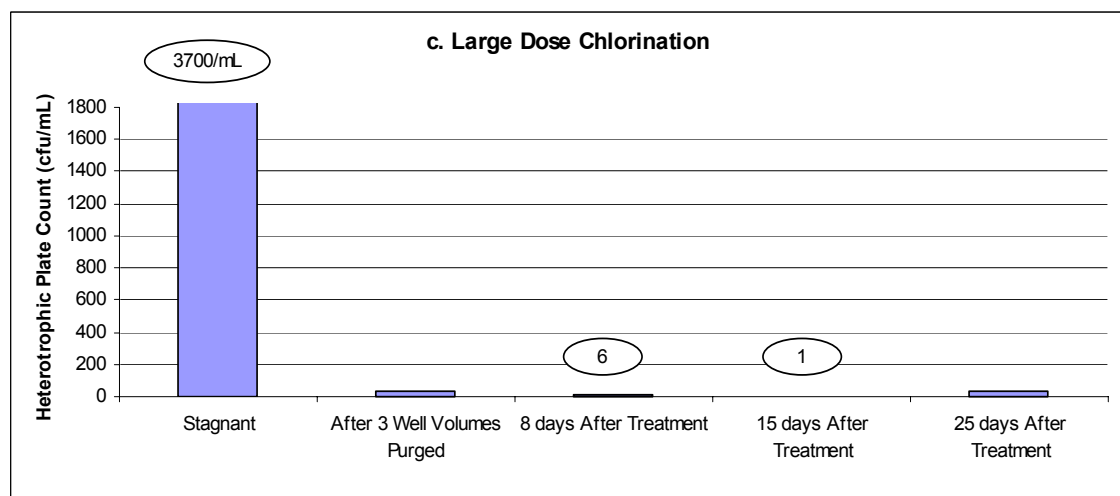 c. Large Dose Chlorination
3700/mL
Heterotrophic Plate Count (cfu/mL)
1800
1600
1400
1200
1000
800
600
400
200
0
6
1
Stagnant
After 3 Well Volumes
Purged
8 days After Treatment
15 days After
Treatment
25 days After
Treatment